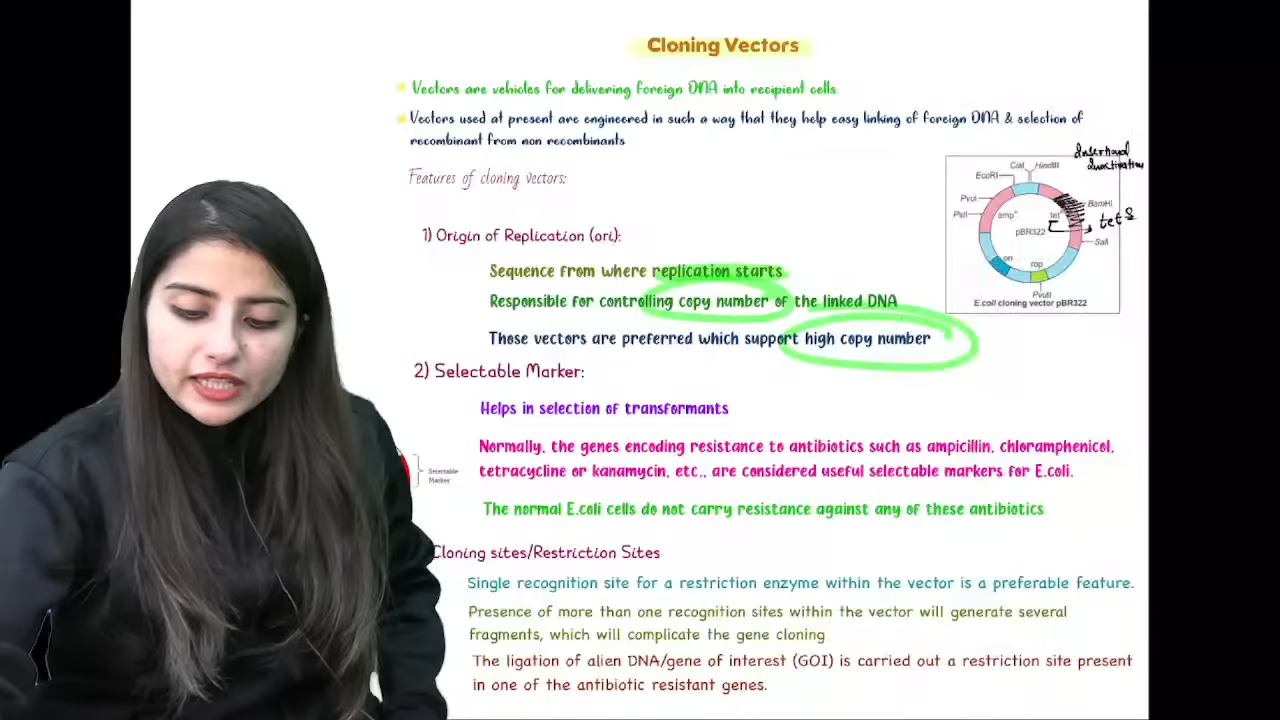 Cloning Vectors
Vectors are vehicles for delivering foreign DNA into recipient cells.
Vectors used at present are engineered in such a way that they help easy linking of foreign DNA & selection of
recombinant from non recombinants
Features of cloning vectors:
1) Origin of Replication (ori):
Sequence from where replication starts
Responsible for controlling copy number of the linked DNA
Those vectors are preferred which support high copy number
Insertional
Inactivation
ClaI HindIII
EcoRI
PvuI
PstI
BamHI
SalI
ampR
tetR
tet S
pBR322
ori
rop
PvuII
E.coli cloning vector pBR322
2) Selectable Marker:
Helps in selection of transformants
Normally, the genes encoding resistance to antibiotics such as ampicillin, chloramphenicol,
tetracycline or kanamycin, etc., are considered useful selectable markers for E.coli.
Selectable
Marker
The normal E.coli cells do not carry resistance against any of these antibiotics
Cloning sites/Restriction Sites
Single recognition site for a restriction enzyme within the vector is a preferable feature.
Presence of more than one recognition sites within the vector will generate several
fragments, which will complicate the gene cloning
The ligation of alien DNA/gene of interest (GOI) is carried out a restriction site present
in one of the antibiotic resistant genes.